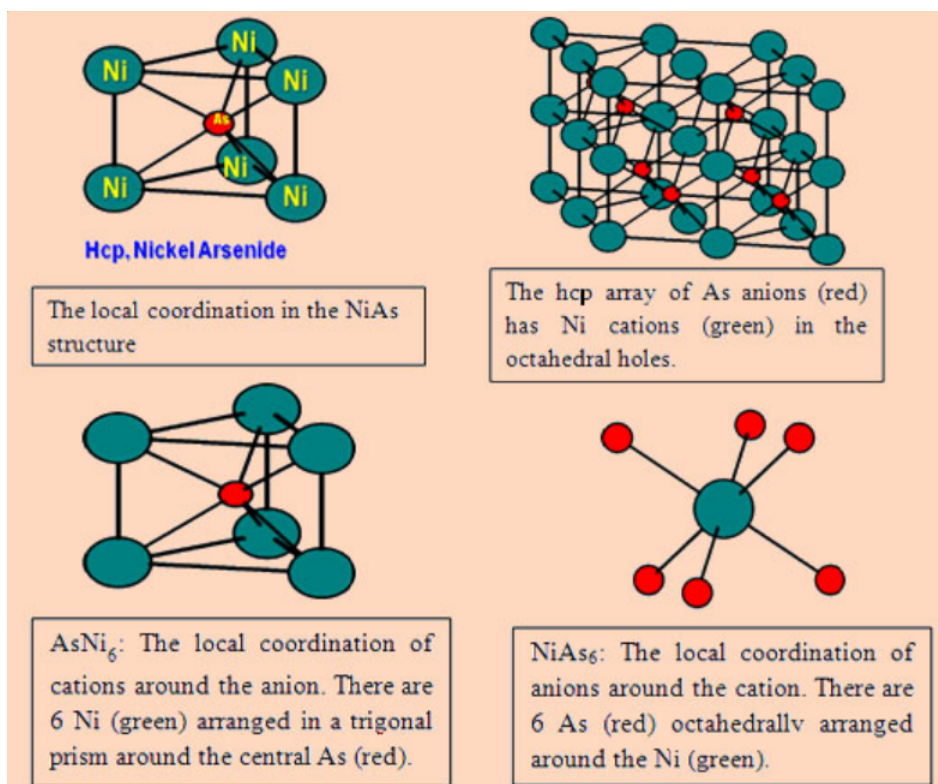 Ni
Ni
Ni
As
Ni
Ni
Ni
Hcp, Nickel Arsenide
The local coordination in the NiAs
structure
The hcp array of As anions (red)
has Ni cations (green) in the
octahedral holes.
AsNi₆: The local coordination of
cations around the anion. There are
6 Ni (green) arranged in a trigonal
prism around the central As (red).
NiAs₆: The local coordination of
anions around the cation. There are
6 As (red) octahedrallv arranged
around the Ni (green).